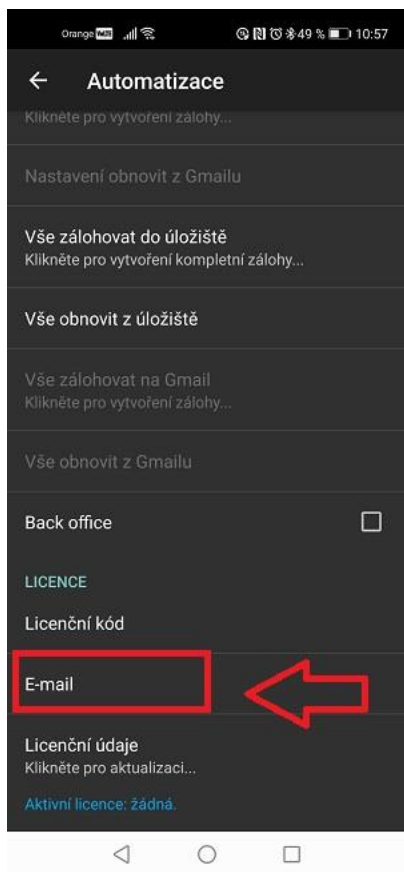 Orange 49 % 10:57
Automatizace
Klikněte pro vytvoření zálohy...
Nastavení obnovit z Gmailu
Vše zálohovat do úložiště
Klikněte pro vytvoření kompletní zálohy...
Vše obnovit z úložiště
Vše zálohovat na Gmail
Klikněte pro vytvoření zálohy...
Vše obnovit z Gmailu
Back office
LICENCE
Licenční kód
E-mail
Licenční údaje
Klikněte pro aktualizaci...
Aktivní licence: žádná.